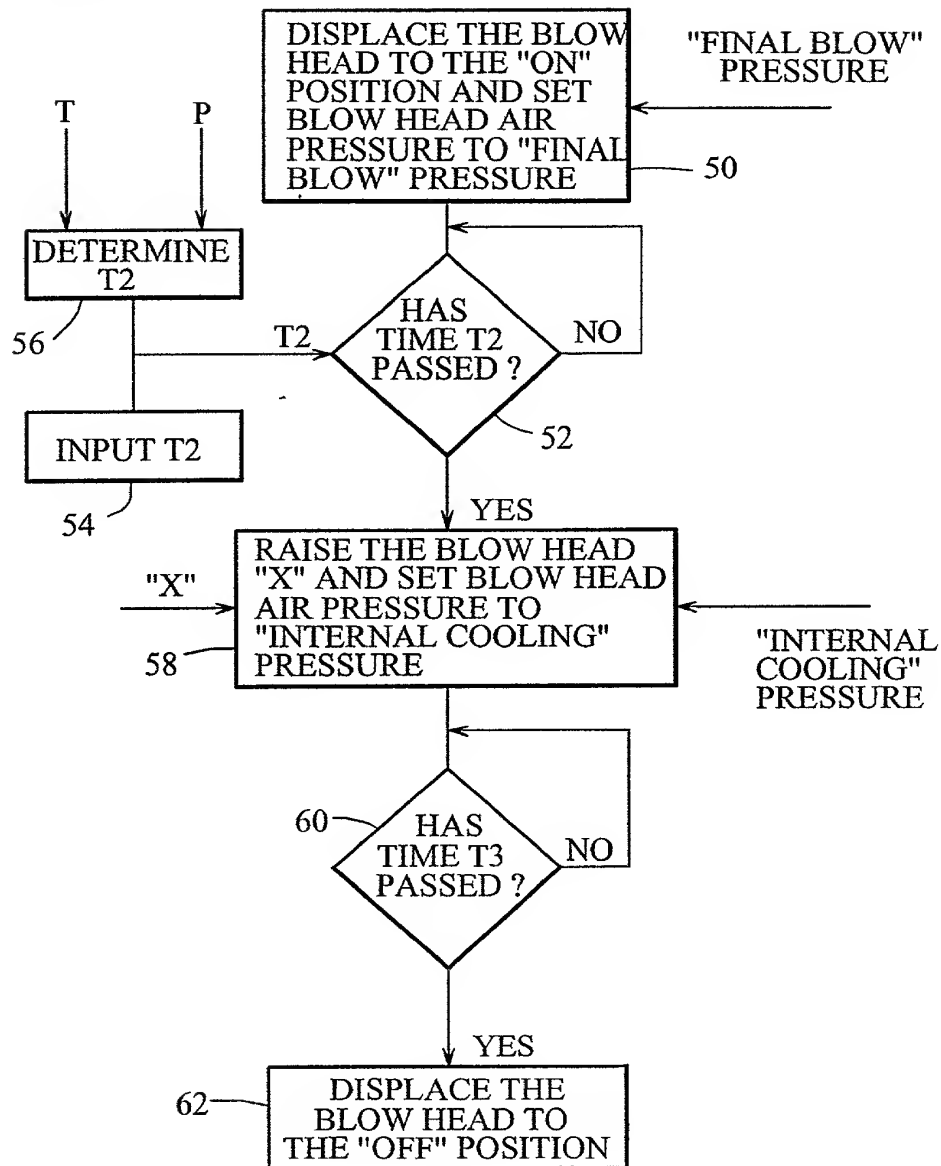 DISPLACE THE BLOW
HEAD TO THE "ON"
POSITION AND SET
BLOW HEAD AIR
PRESSURE TO "FINAL
BLOW" PRESSURE
"FINAL BLOW"
PRESSURE
50
T
P
DETERMINE
T2
56
T2
HAS
TIME T2
PASSED ?
NO
52
INPUT T2
54
YES
RAISE THE BLOW HEAD
"X" AND SET BLOW HEAD
AIR PRESSURE TO
"INTERNAL COOLING"
PRESSURE
"X"
58
"INTERNAL
COOLING"
PRESSURE
60
HAS
TIME T3
PASSED ?
NO
YES
62
DISPLACE THE
BLOW HEAD TO
THE "OFF" POSITION